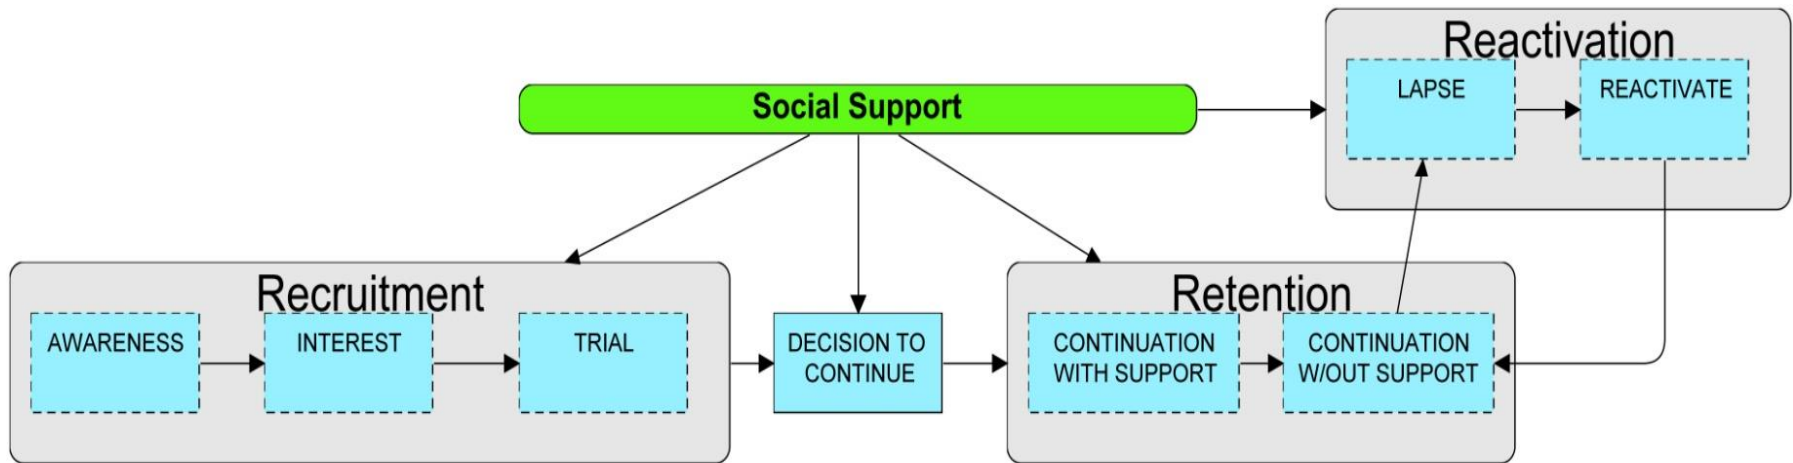 Reactivation
LAPSE
REACTIVATE
Social Support
Recruitment
AWARENESS
INTEREST
TRIAL
DECISION TO
CONTINUE
Retention
CONTINUATION
WITH SUPPORT
CONTINUATION
W/OUT SUPPORT